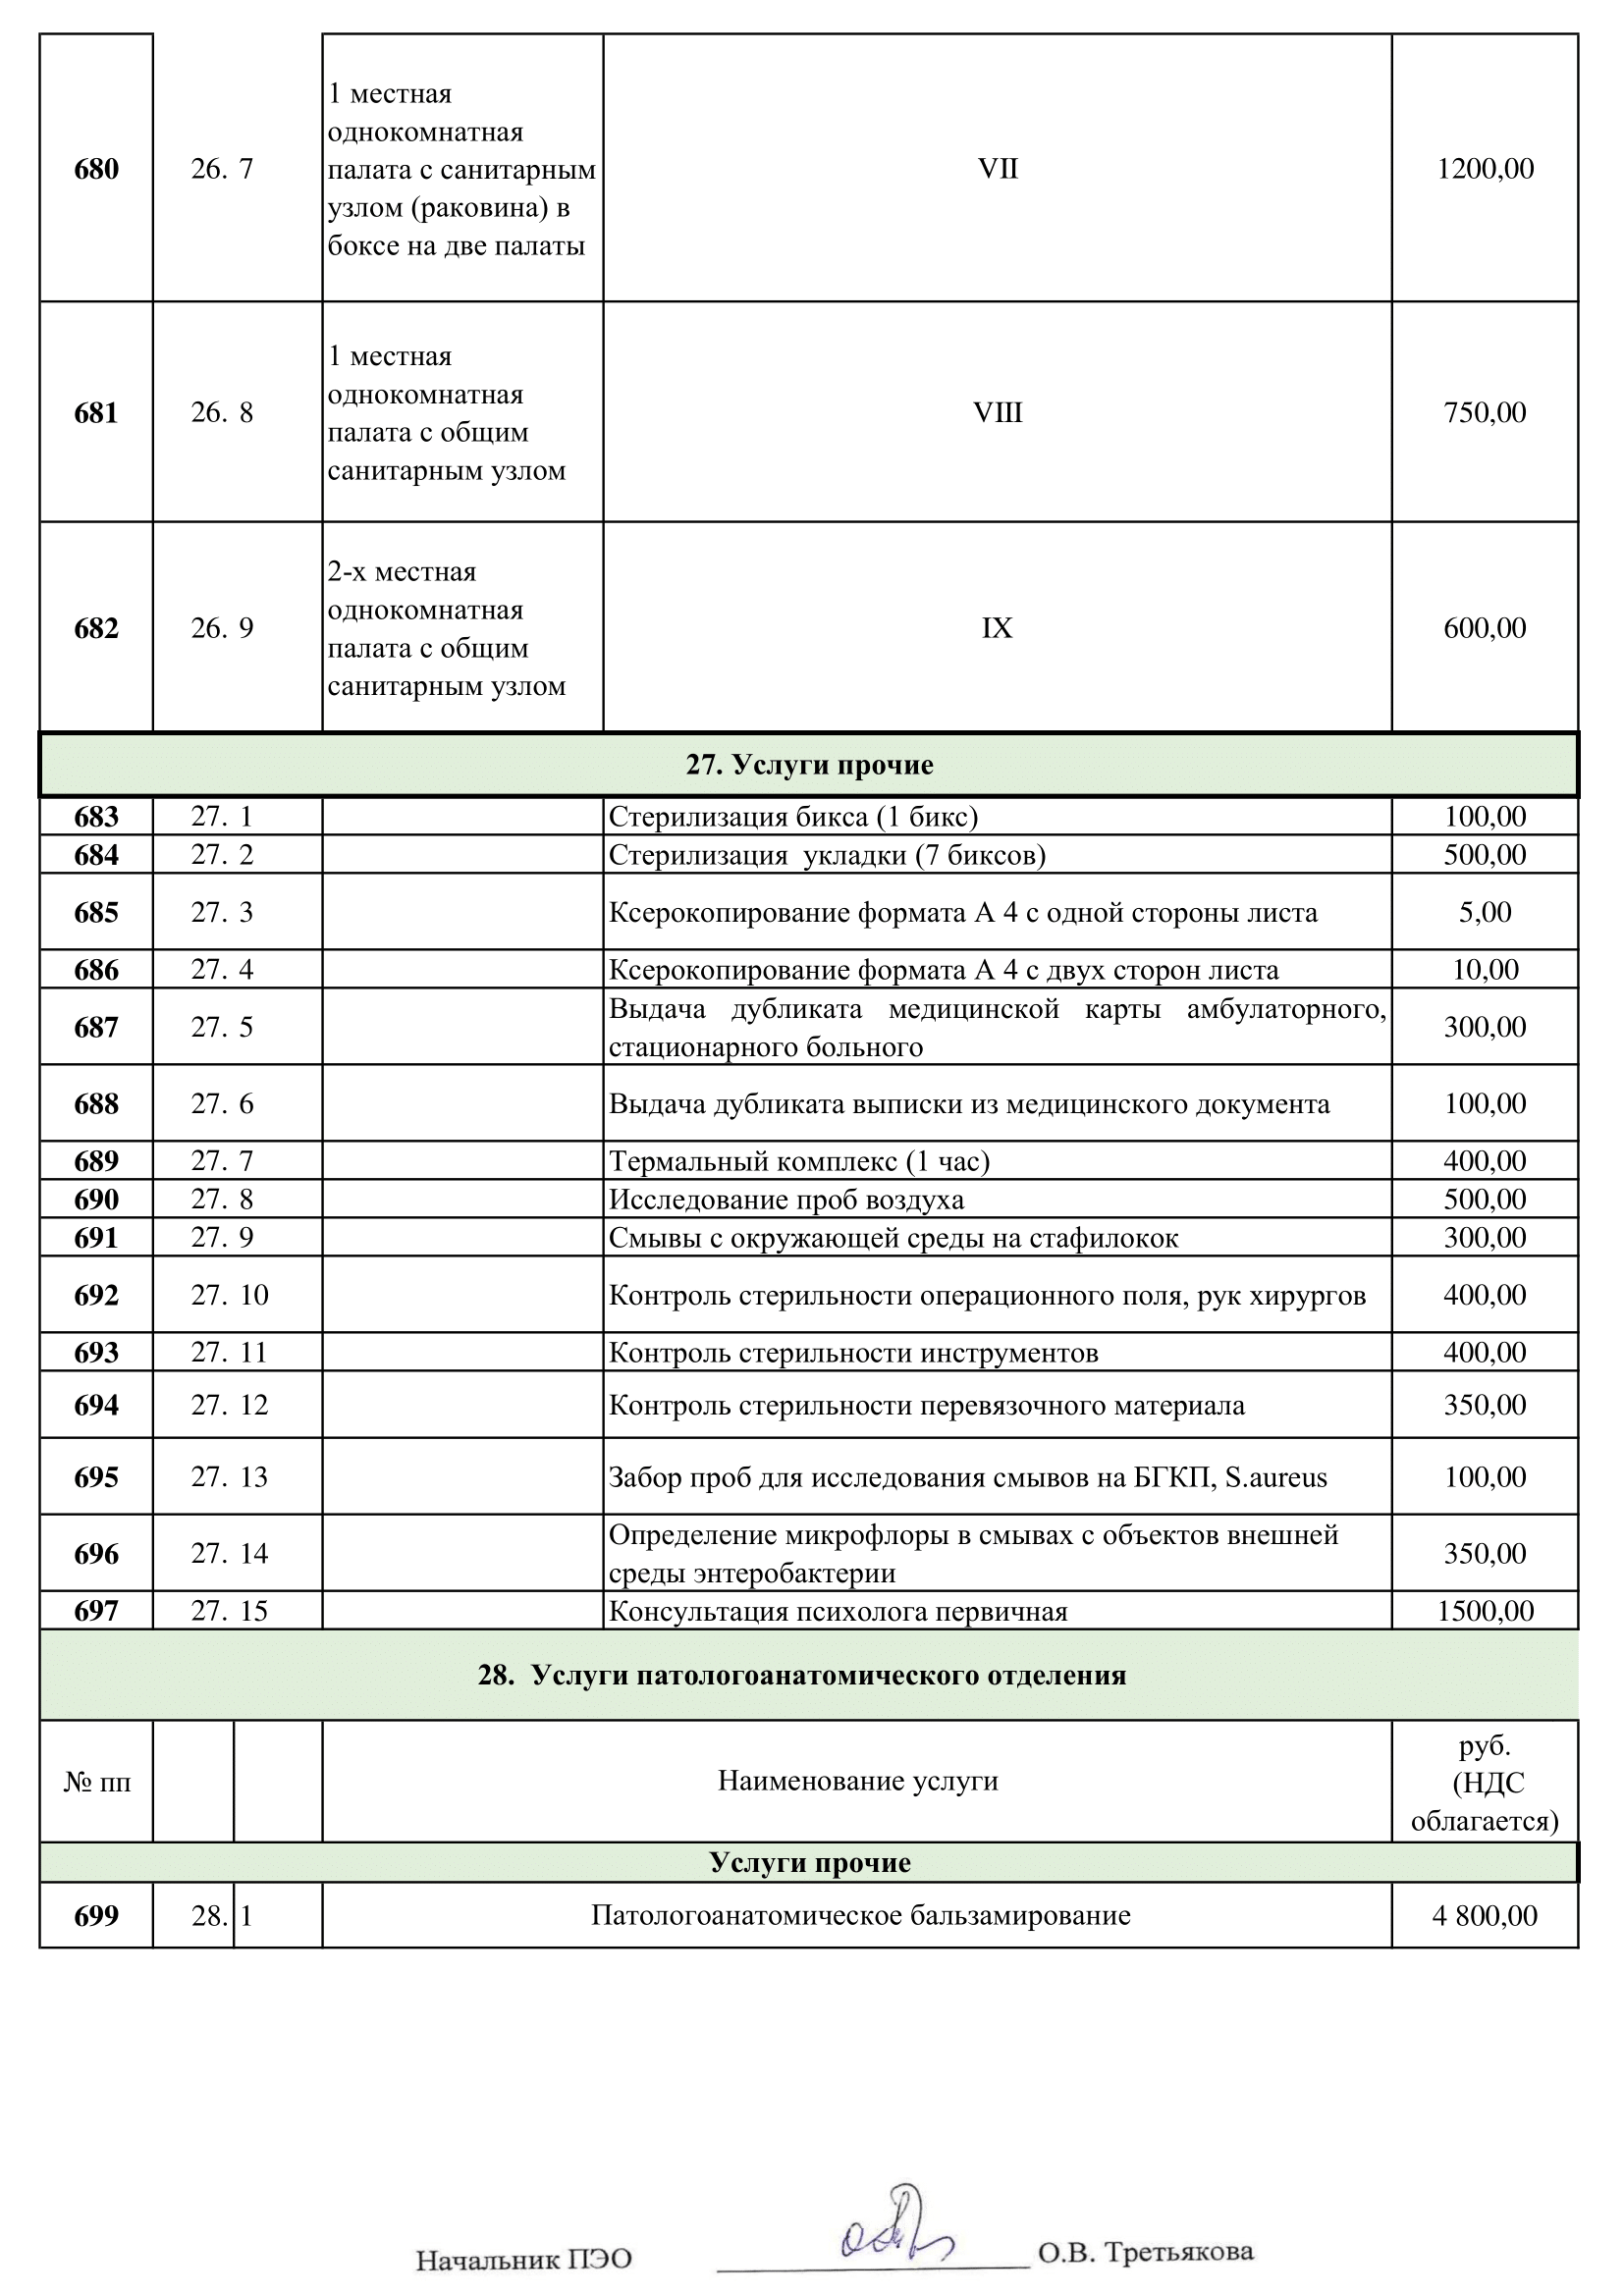 1 местная
однокомнатная
680 26. 7 палата с санитарным VII 1200,00
узлом (раковина) в
боксе на две палаты
1 местная
однокомнатная
681 26. 8 палата с общим VIII 750,00
санитарным узлом
2-х местная
однокомнатная
682 26. 9 палата с общим IX 600,00
санитарным узлом
27. Услуги прочие
683 27. 1 Стерилизация бикса (1 бикс) 100,00
684 27. 2 Стерилизация укладки (7 биксов) 500,00
685 27. 3 Ксерокопирование формата А 4 с одной стороны листа 5,00
686 27. 4 Ксерокопирование формата А 4 с двух сторон листа 10,00
687 27. 5 Выдача дубликата медицинской карты амбулаторного, 300,00
стационарного больного
688 27. 6 Выдача дубликата выписки из медицинского документа 100,00
689 27. 7 Термальный комплекс (1 час) 400,00
690 27. 8 Исследование проб воздуха 500,00
691 27. 9 Смывы с окружающей среды на стафилокок 300,00
692 27. 10 Контроль стерильности операционного поля, рук хирургов 400,00
693 27. 11 Контроль стерильности инструментов 400,00
694 27. 12 Контроль стерильности перевязочного материала 350,00
695 27. 13 Забор проб для исследования смывов на БГКП, S.aureus 100,00
696 27. 14 Определение микрофлоры в смывах с объектов внешней 350,00
среды энтеробактерии
697 27. 15 Консультация психолога первичная 1500,00
28. Услуги патологоанатомического отделения
№ пп Наименование услуги руб.
(НДС
облагается)
Услуги прочие
699 28. 1 Патологоанатомическое бальзамирование 4 800,00
Начальник ПЭО О.В. Третьякова